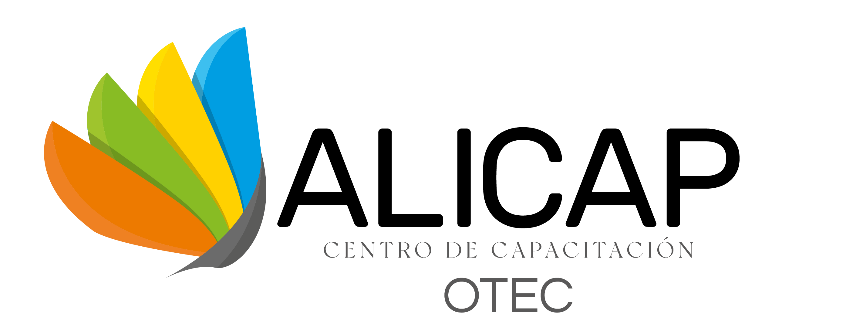 ALICAP
CENTRO DE CAPACITACIÓN
OTEC